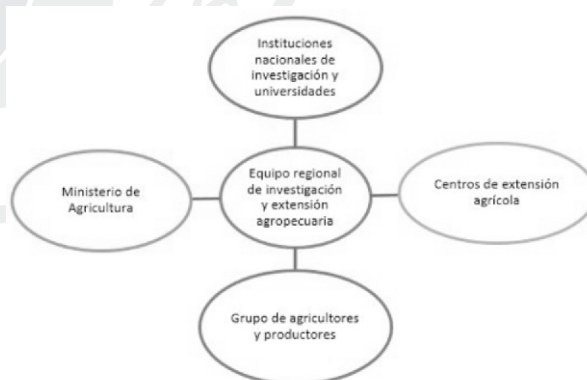 Instituciones
nacionales de
investigación y
universidades
Ministerio de
Agricultura
Equipo regional
de investigación
y extensión
agropecuaria
Centros de extensión
agrícola
Grupo de agricultores
y productores